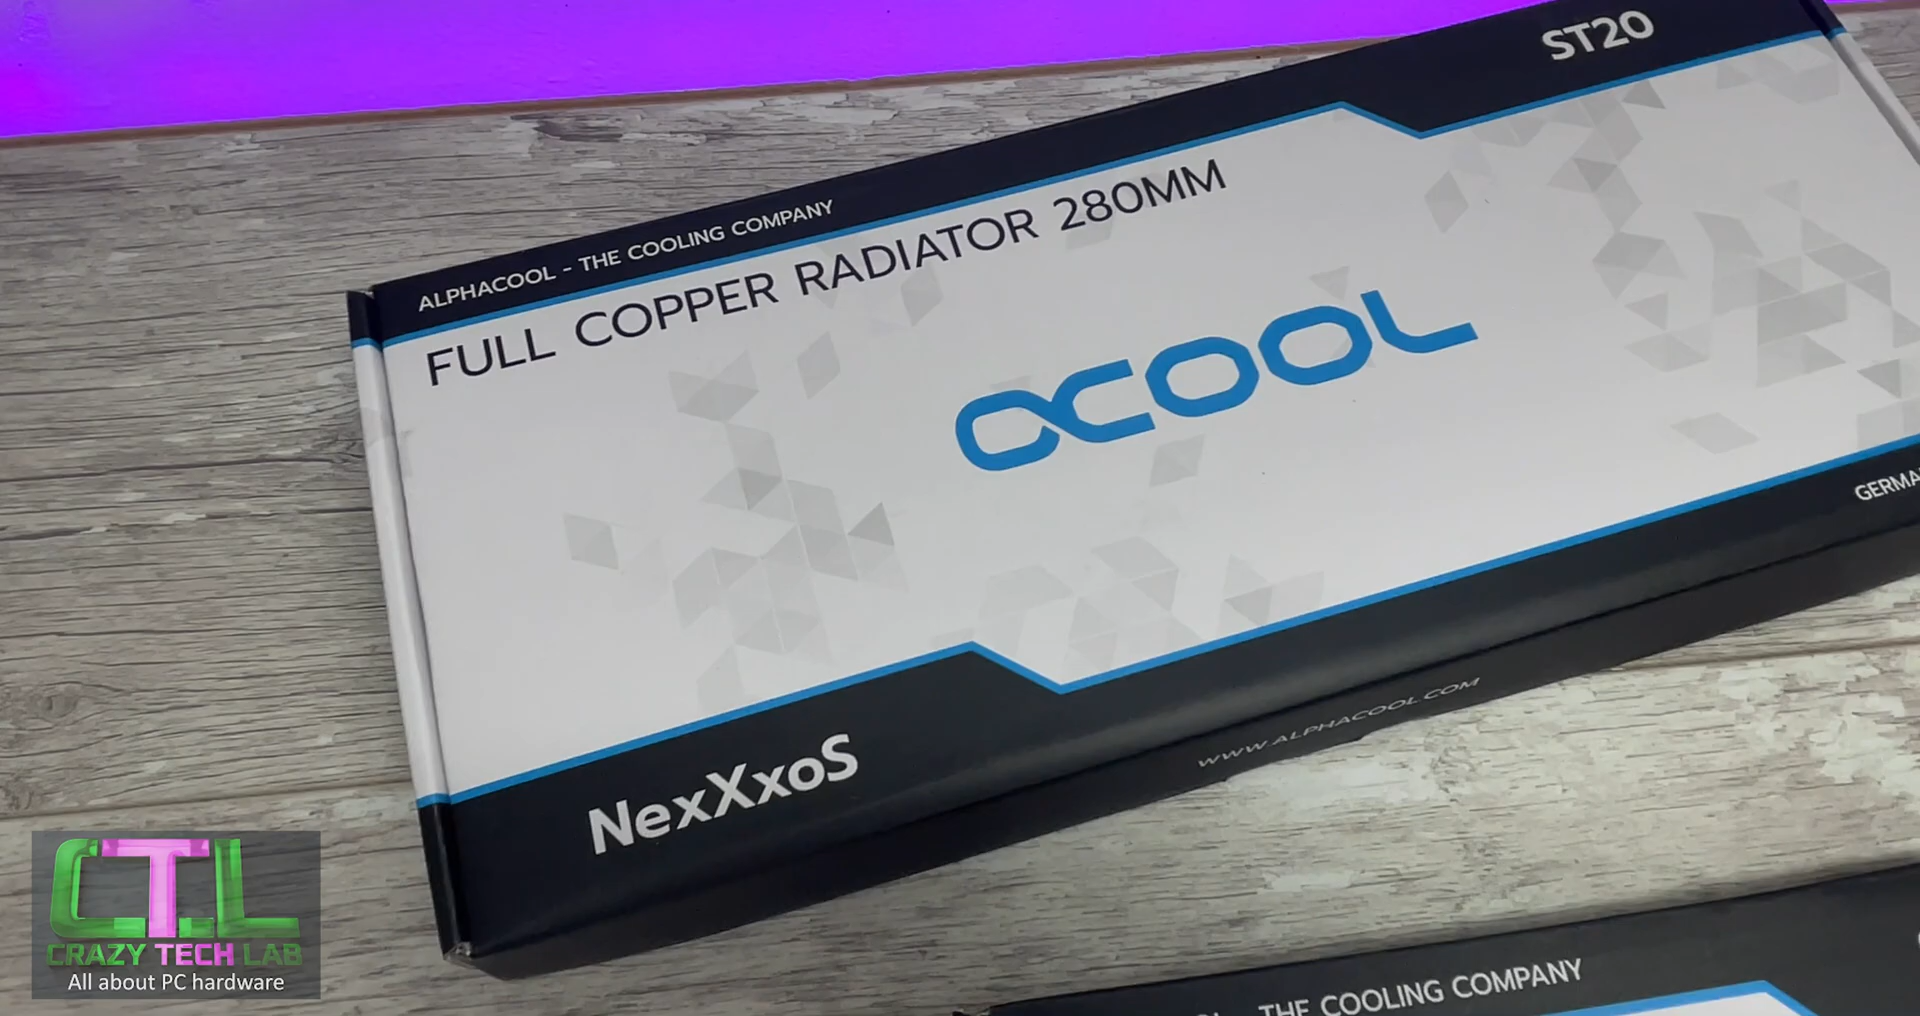 ST20
ALPHACOOL - THE COOLING COMPANY
FULL COPPER RADIATOR 280MM
acool
NexXxoS
WWW.ALPHACOOL.COM
CTL
CRAZY TECH LAB
All about PC hardware
THE COOLING COMPANY